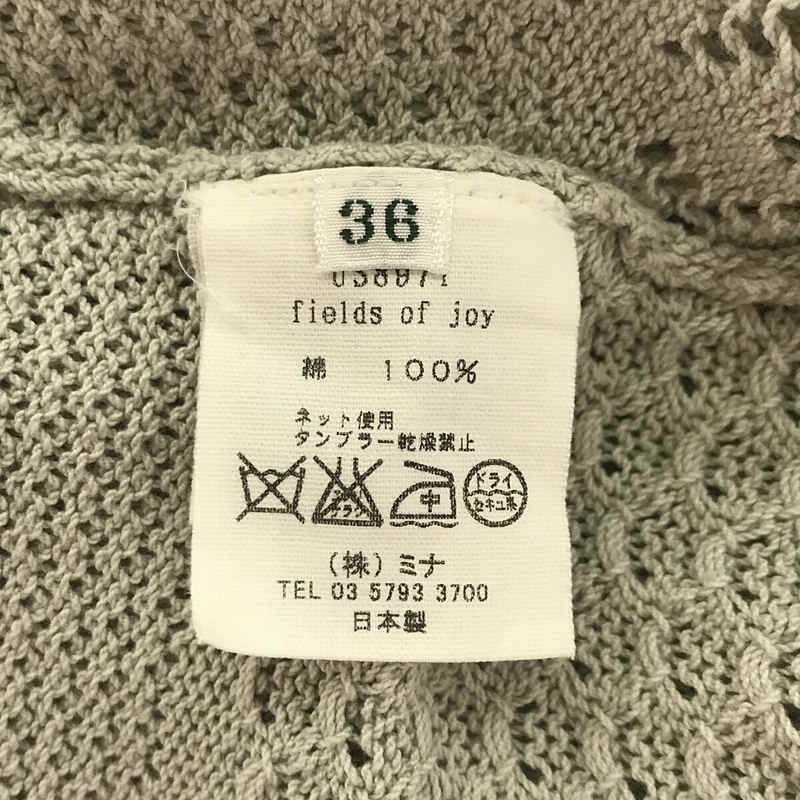 36
fields of joy
綿 100%
ネット使用
タンブラー乾燥禁止
中
ドライ
セキユ系
(株)ミナ
TEL 03 5793 3700
日本製